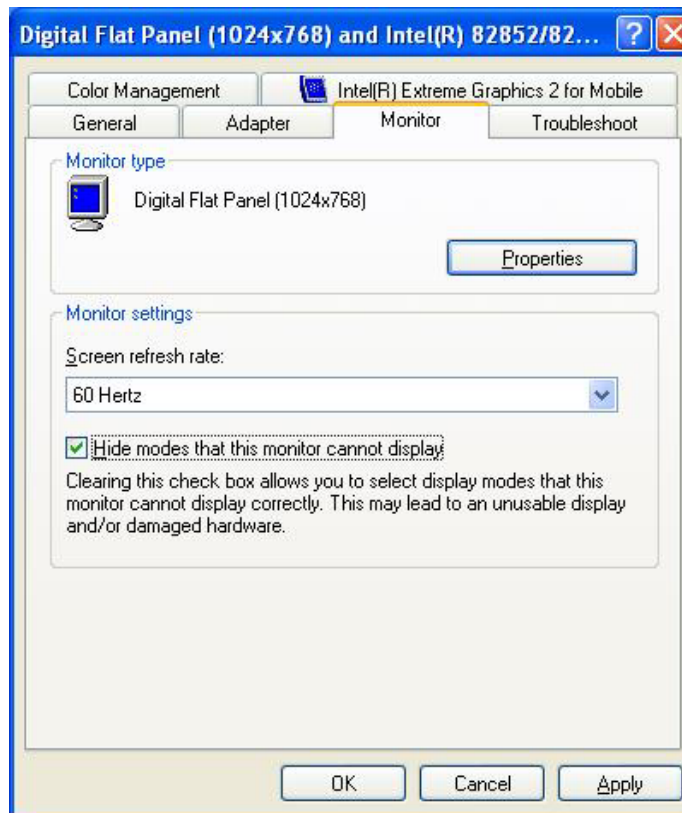 Digital Flat Panel (1024x768) and Intel(R) 82852/82...
Color Management
Intel(R) Extreme Graphics 2 for Mobile
General
Adapter
Monitor
Troubleshoot
Monitor type
Digital Flat Panel (1024x768)
Properties
Monitor settings
Screen refresh rate:
60 Hertz
Hide modes that this monitor cannot display
Clearing this check box allows you to select display modes that this
monitor cannot display correctly. This may lead to an unusable display
and/or damaged hardware.
OK
Cancel
Apply